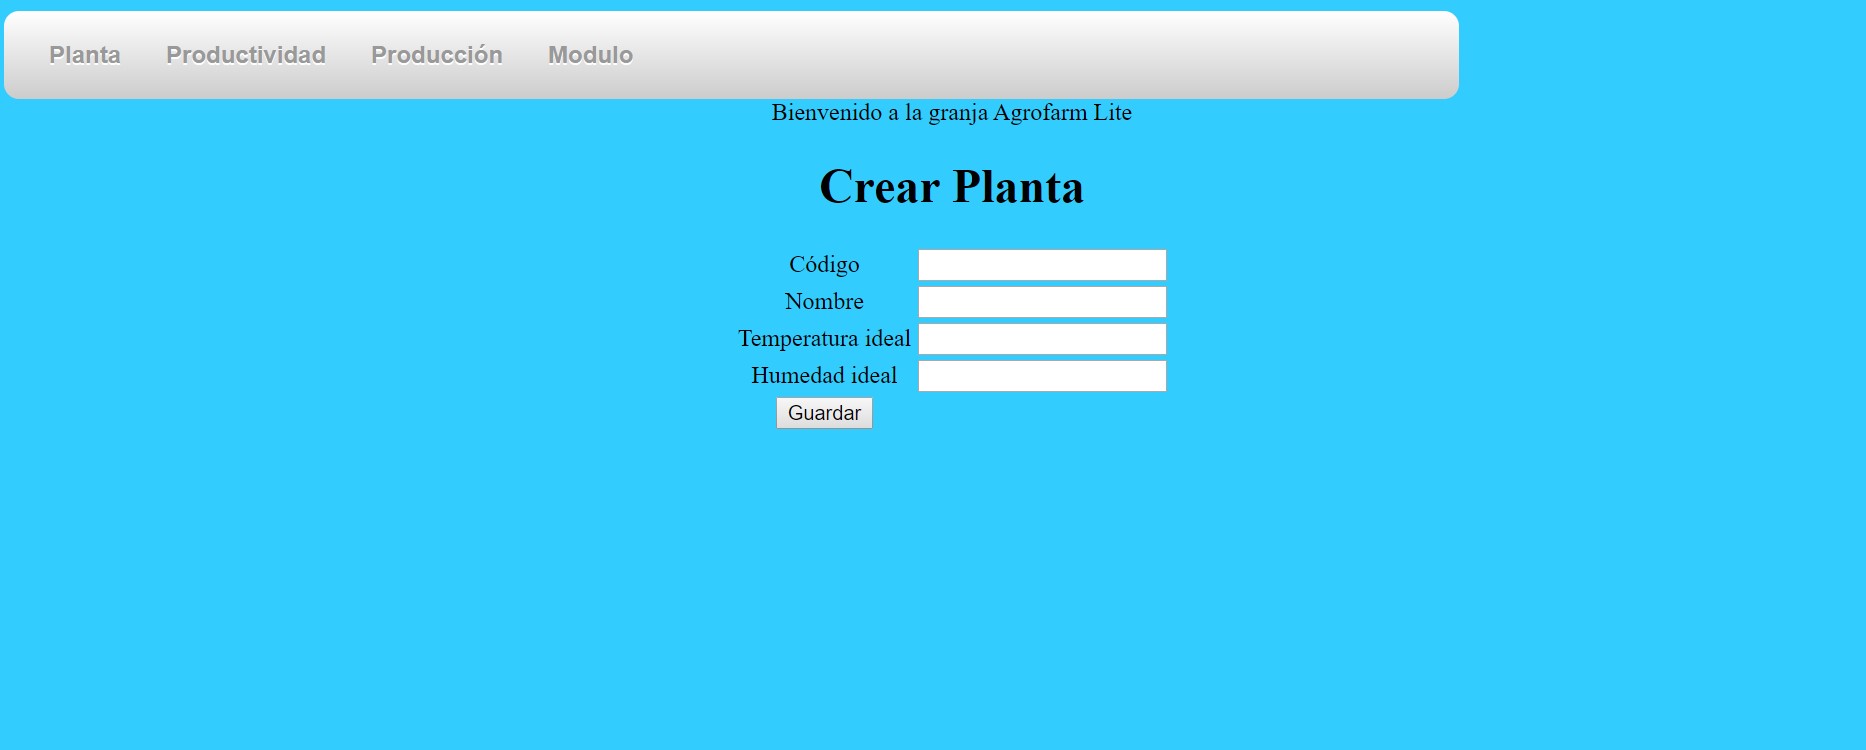 Planta Productividad Producción Modulo
Bienvenido a la granja Agrofarm Lite
Crear Planta
Código
Nombre
Temperatura ideal
Humedad ideal
Guardar